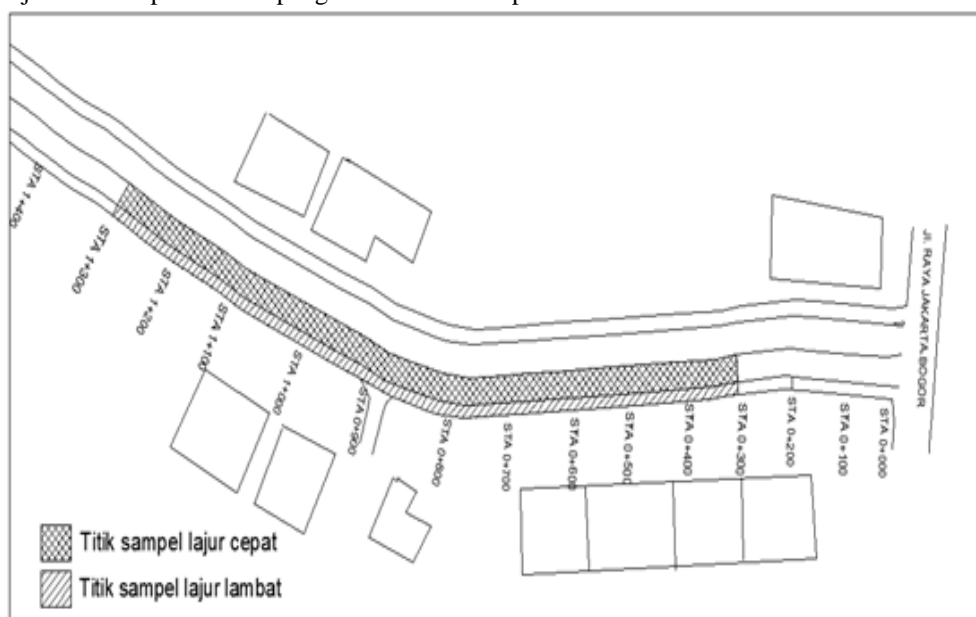 STA 1+400
STA 1+300
STA 1+200
STA 1+100
STA 1+000
STA 0+900
STA 0+800
STA 0+700
STA 0+600
STA 0+500
STA 0+400
STA 0+300
STA 0+200
STA 0+100
STA 0+000
Jl. RAYA JAKARTA BOGOR
Titik sampel lajur cepat
Titik sampel lajur lambat